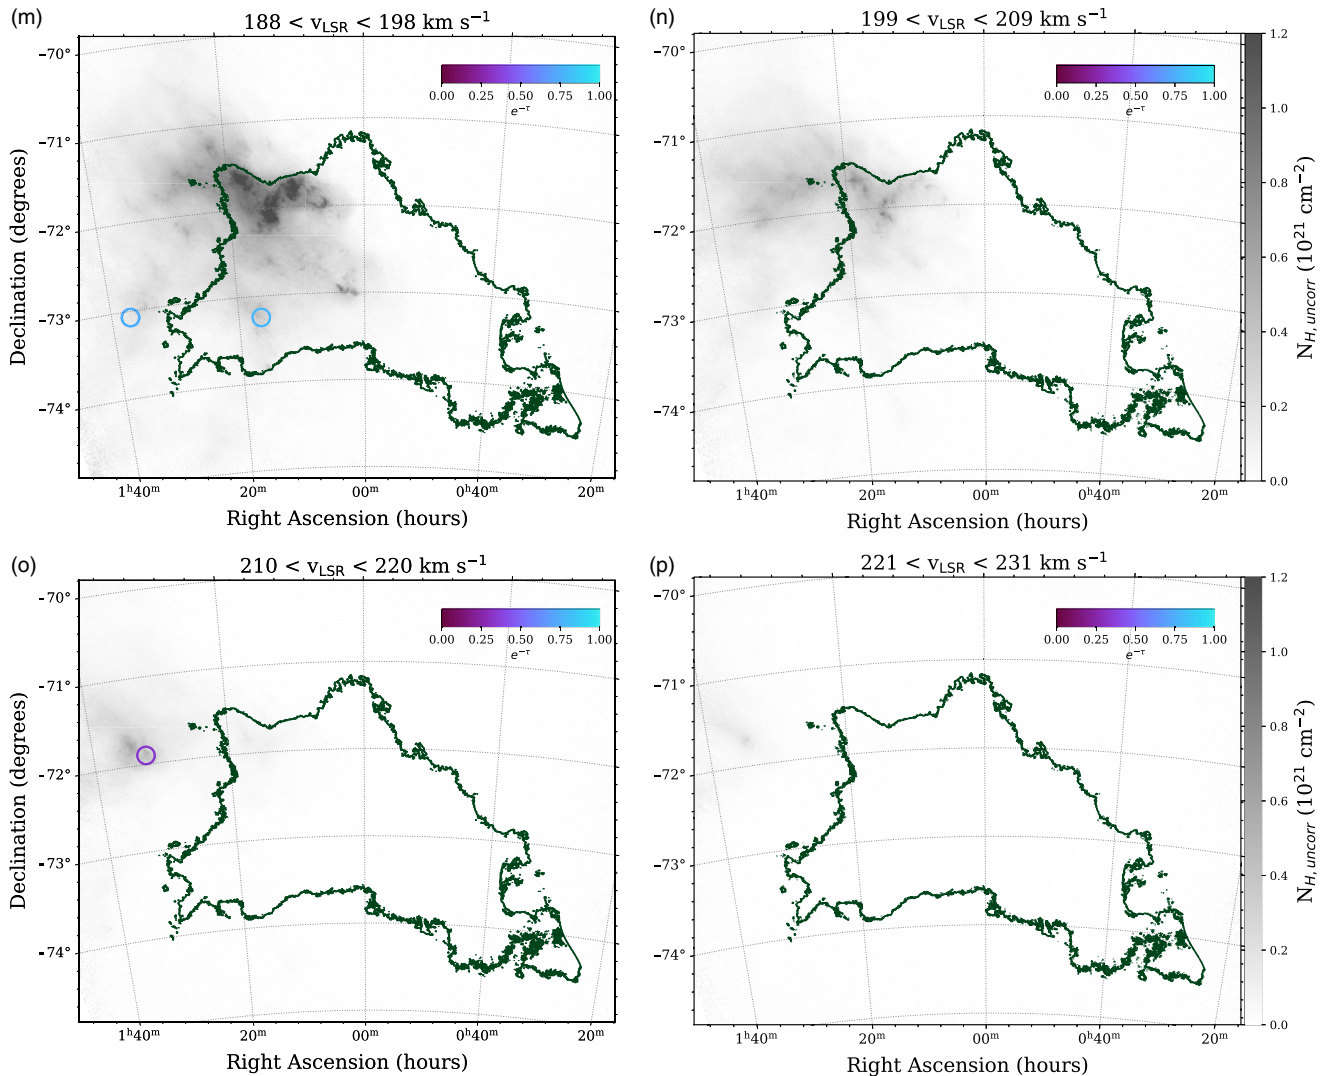 (m) 188 < v_LSR < 198 km s⁻¹
−70°
−71°
−72°
−73°
−74°
Declination (degrees)
0.00 0.25 0.50 0.75 1.00
e^−τ
1ʰ40ᵐ 20ᵐ 00ᵐ 0ʰ40ᵐ 20ᵐ
Right Ascension (hours)
(n) 199 < v_LSR < 209 km s⁻¹
−70°
−71°
−72°
−73°
−74°
0.00 0.25 0.50 0.75 1.00
e^−τ
1ʰ40ᵐ 20ᵐ 00ᵐ 0ʰ40ᵐ 20ᵐ
Right Ascension (hours)
1.2
1.0
0.8
0.6
0.4
0.2
0.0
N_H,uncorr (10²¹ cm⁻²)
(o) 210 < v_LSR < 220 km s⁻¹
−70°
−71°
−72°
−73°
−74°
Declination (degrees)
0.00 0.25 0.50 0.75 1.00
e^−τ
1ʰ40ᵐ 20ᵐ 00ᵐ 0ʰ40ᵐ 20ᵐ
Right Ascension (hours)
(p) 221 < v_LSR < 231 km s⁻¹
−70°
−71°
−72°
−73°
−74°
0.00 0.25 0.50 0.75 1.00
e^−τ
1ʰ40ᵐ 20ᵐ 00ᵐ 0ʰ40ᵐ 20ᵐ
Right Ascension (hours)
1.2
1.0
0.8
0.6
0.4
0.2
0.0
N_H,uncorr (10²¹ cm⁻²)